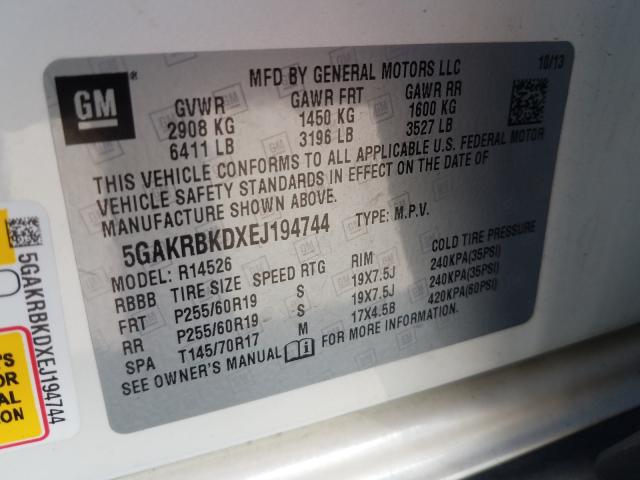 GM
MFD BY GENERAL MOTORS LLC 10/13
GVWR GAWR FRT GAWR RR
2908 KG 1450 KG 1600 KG
6411 LB 3196 LB 3527 LB
THIS VEHICLE CONFORMS TO ALL APPLICABLE U.S. FEDERAL MOTOR
VEHICLE SAFETY STANDARDS IN EFFECT ON THE DATE OF
MANUFACTURE SHOWN ABOVE.
5GAKRBKDXEJ194744 TYPE: M.P.V.
MODEL: R14526
RBBB TIRE SIZE SPEED RTG RIM COLD TIRE PRESSURE
FRT P255/60R19 S 19X7.5J 240KPA(35PSI)
RR P255/60R19 S 19X7.5J 240KPA(35PSI)
SPA T145/70R17 M 17X4.5B 420KPA(60PSI)
SEE OWNER'S MANUAL FOR MORE INFORMATION.
5GAKRBKDXEJ194744